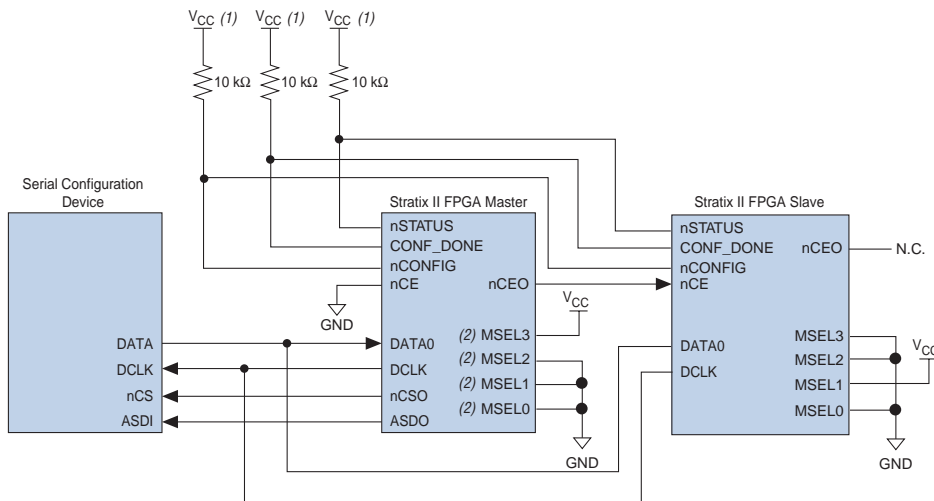 VCC (1) VCC (1) VCC (1)
10 kΩ 10 kΩ 10 kΩ
Serial Configuration
Device
DATA
DCLK
nCS
ASDI
Stratix II FPGA Master
nSTATUS
CONF_DONE
nCONFIG
nCE
nCEO
GND
DATA0
DCLK
nCSO
ASDO
VCC
(2) MSEL3
(2) MSEL2
(2) MSEL1
(2) MSEL0
GND
Stratix II FPGA Slave
nSTATUS
CONF_DONE
nCONFIG
nCE
nCEO
N.C.
DATA0
DCLK
MSEL3
MSEL2
MSEL1
MSEL0
VCC
GND